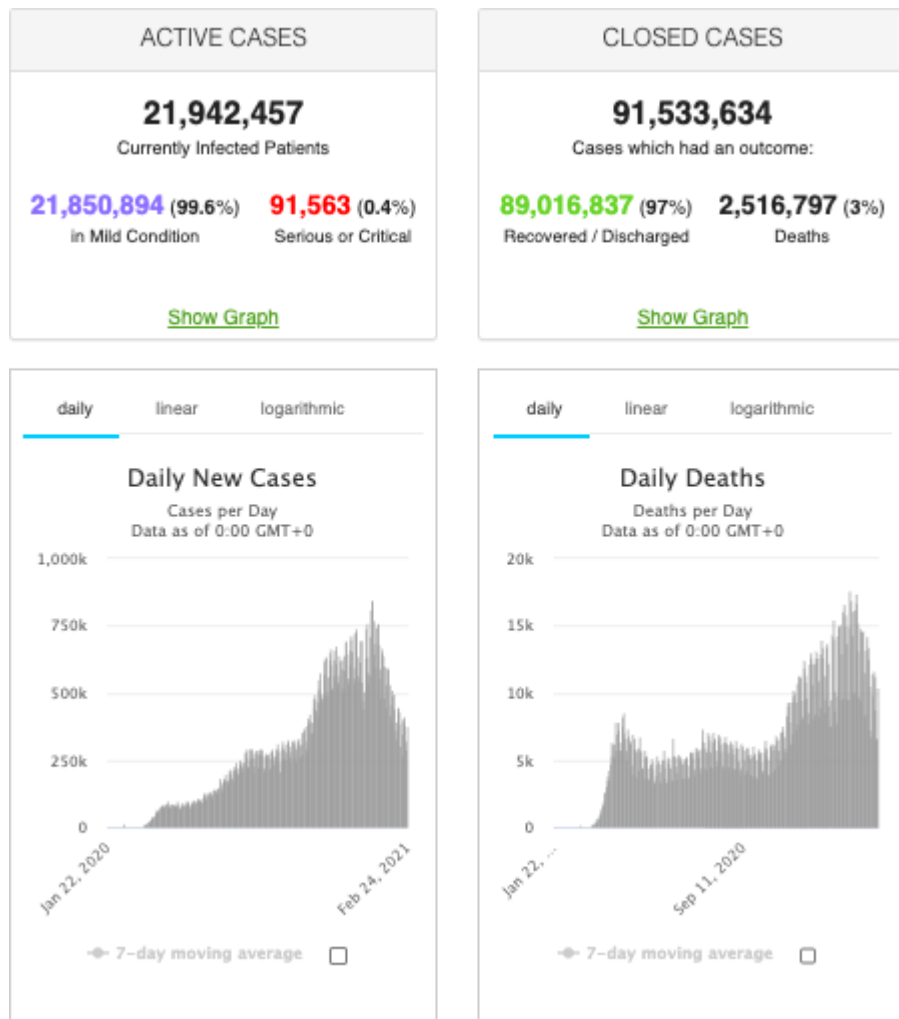 ACTIVE CASES
21,942,457
Currently Infected Patients
21,850,894 (99.6%) 91,563 (0.4%)
in Mild Condition Serious or Critical
Show Graph
CLOSED CASES
91,533,634
Cases which had an outcome:
89,016,837 (97%) 2,516,797 (3%)
Recovered / Discharged Deaths
Show Graph
daily linear logarithmic
Daily New Cases
Cases per Day
Data as of 0:00 GMT+0
1,000k
750k
500k
250k
0
Jan 22, 2020 Feb 24, 2021
7-day moving average
daily linear logarithmic
Daily Deaths
Deaths per Day
Data as of 0:00 GMT+0
20k
15k
10k
5k
0
Jan 22, ... Sep 11, 2020
7-day moving average